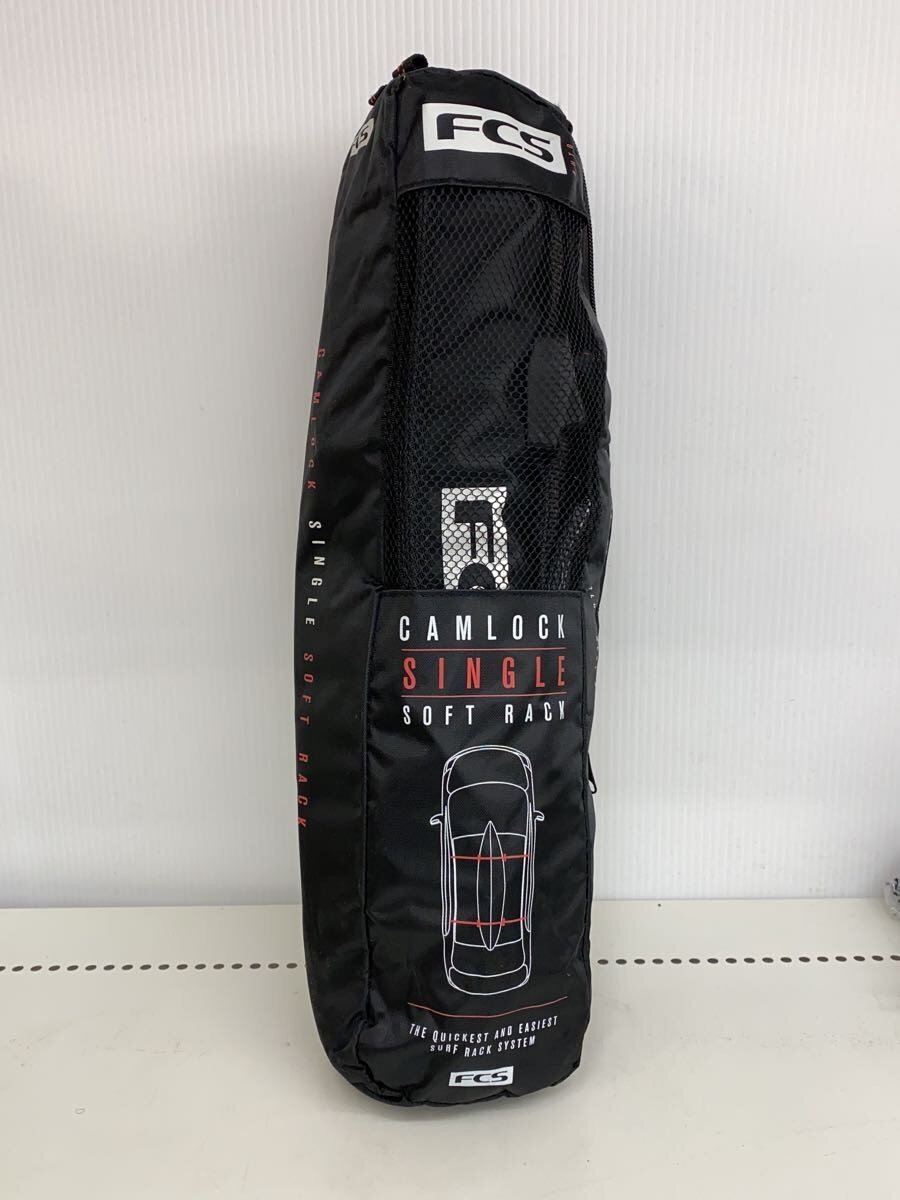 FCS
CAMLOCK SINGLE SOFT RACK
CAMLOCK
SINGLE
SOFT RACK
THE QUICKEST AND EASIEST
SURF RACK SYSTEM
FCS